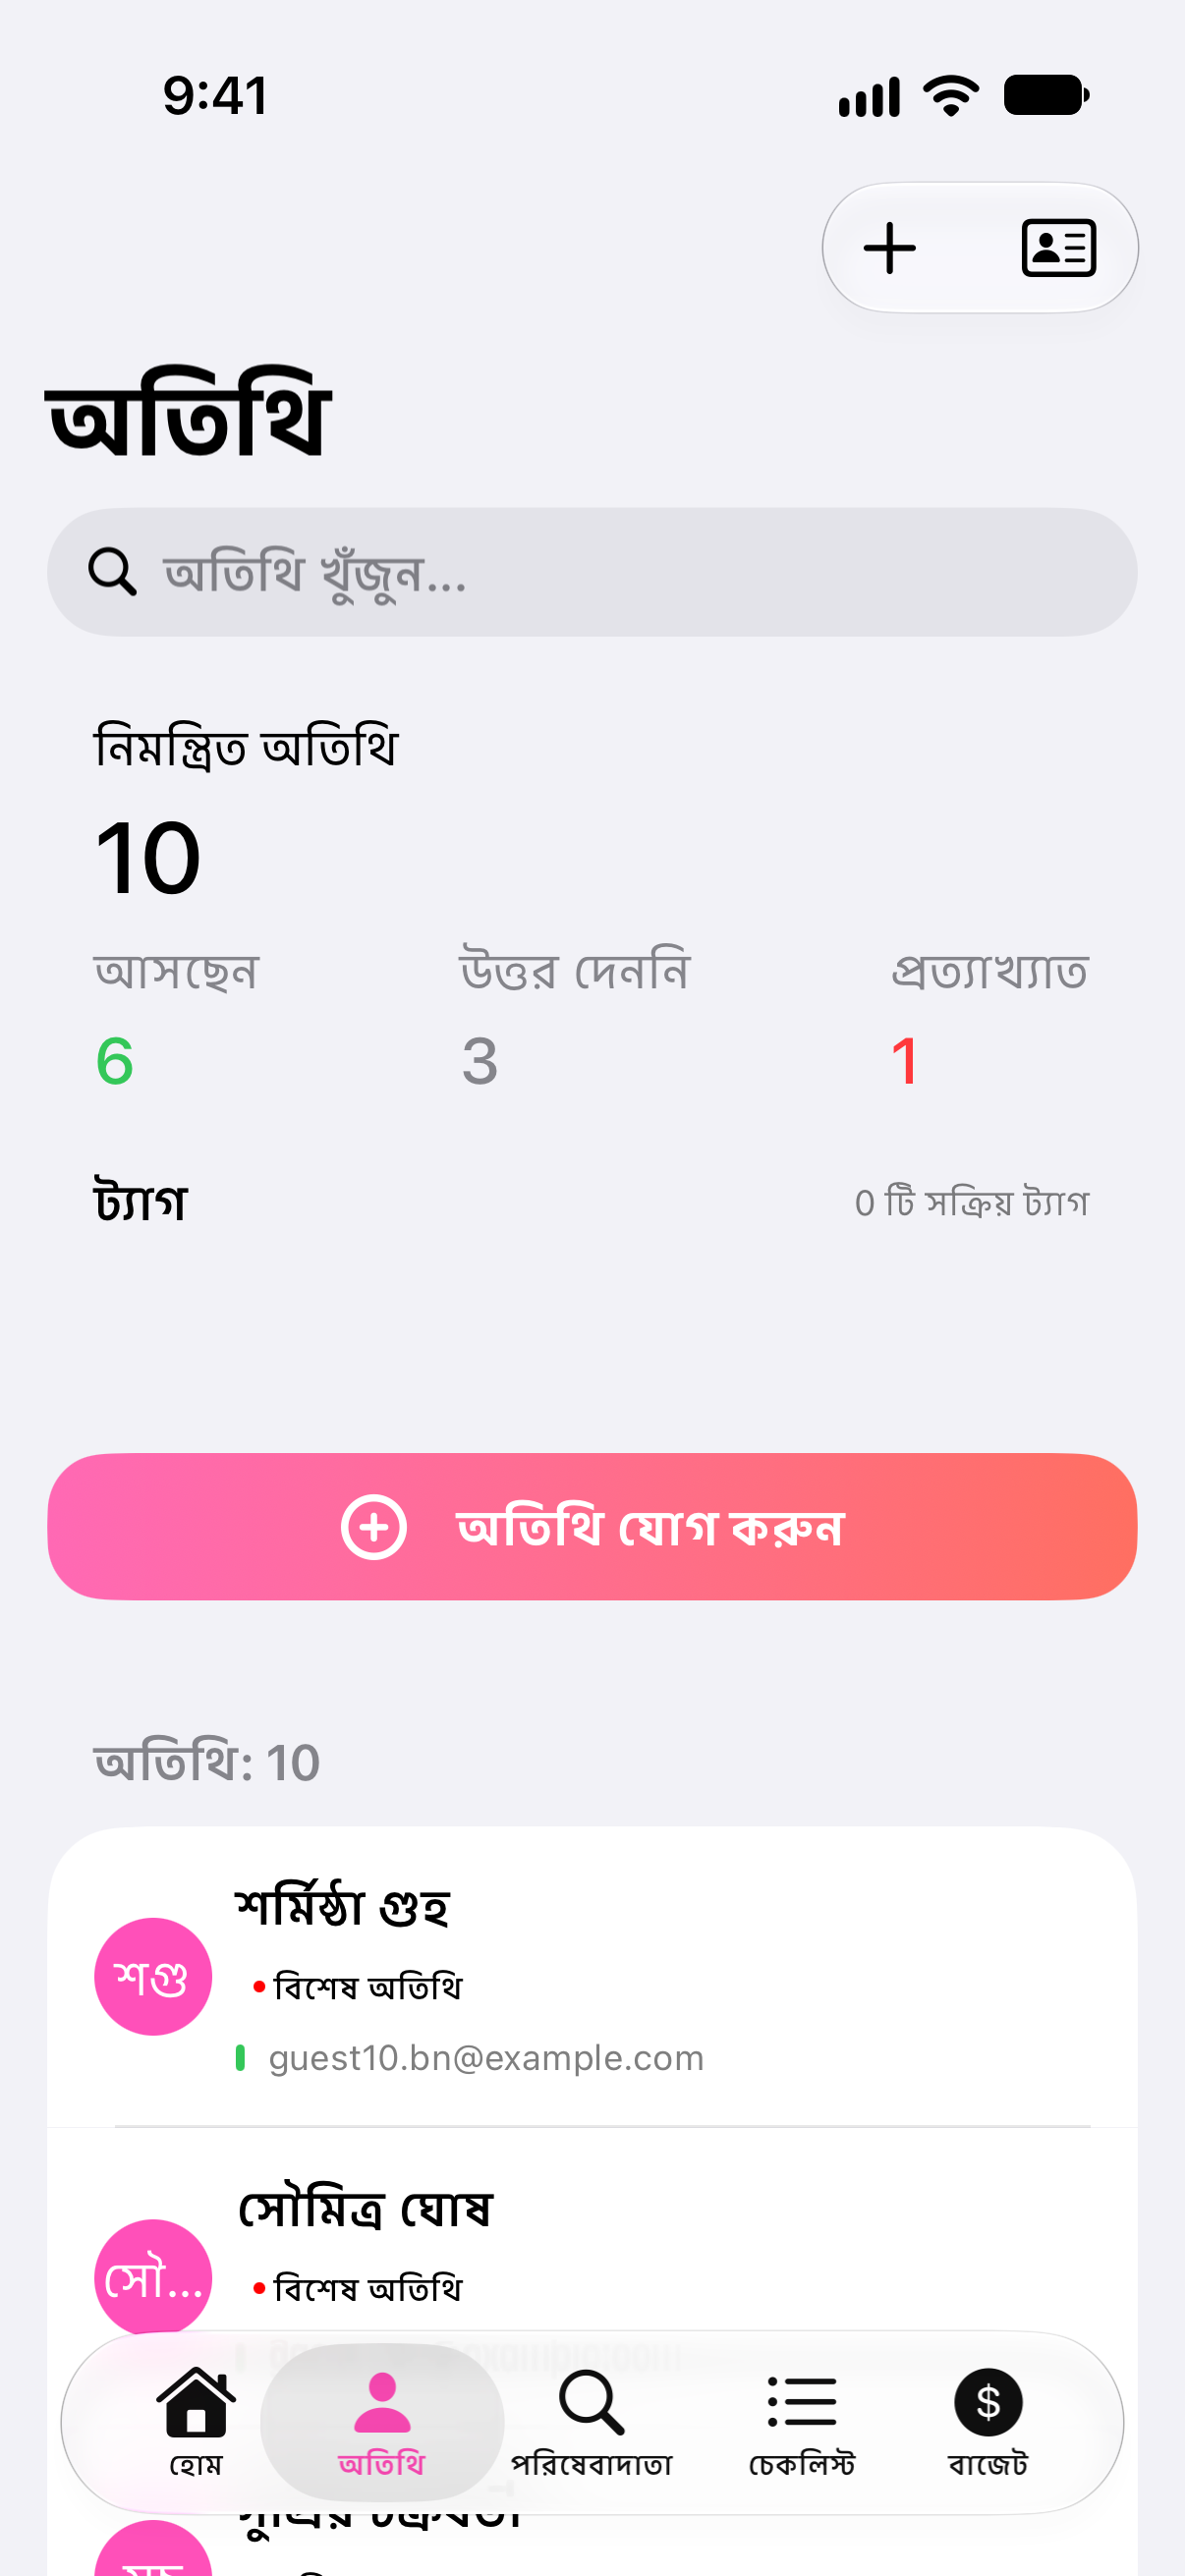 9:41
অতিথি
অতিথি খুঁজুন...
নিমন্ত্রিত অতিথি
10
আসছেন উত্তর দেননি প্রত্যাখ্যাত
6 3 1
ট্যাগ 0 টি সক্রিয় ট্যাগ
অতিথি যোগ করুন
অতিথি: 10
শর্মিষ্ঠা গুহ
শগু
বিশেষ অতিথি
guest10.bn@example.com
সৌমিত্র ঘোষ
সৌ...
বিশেষ অতিথি
হোম অতিথি পরিষেবাদাতা চেকলিস্ট বাজেট